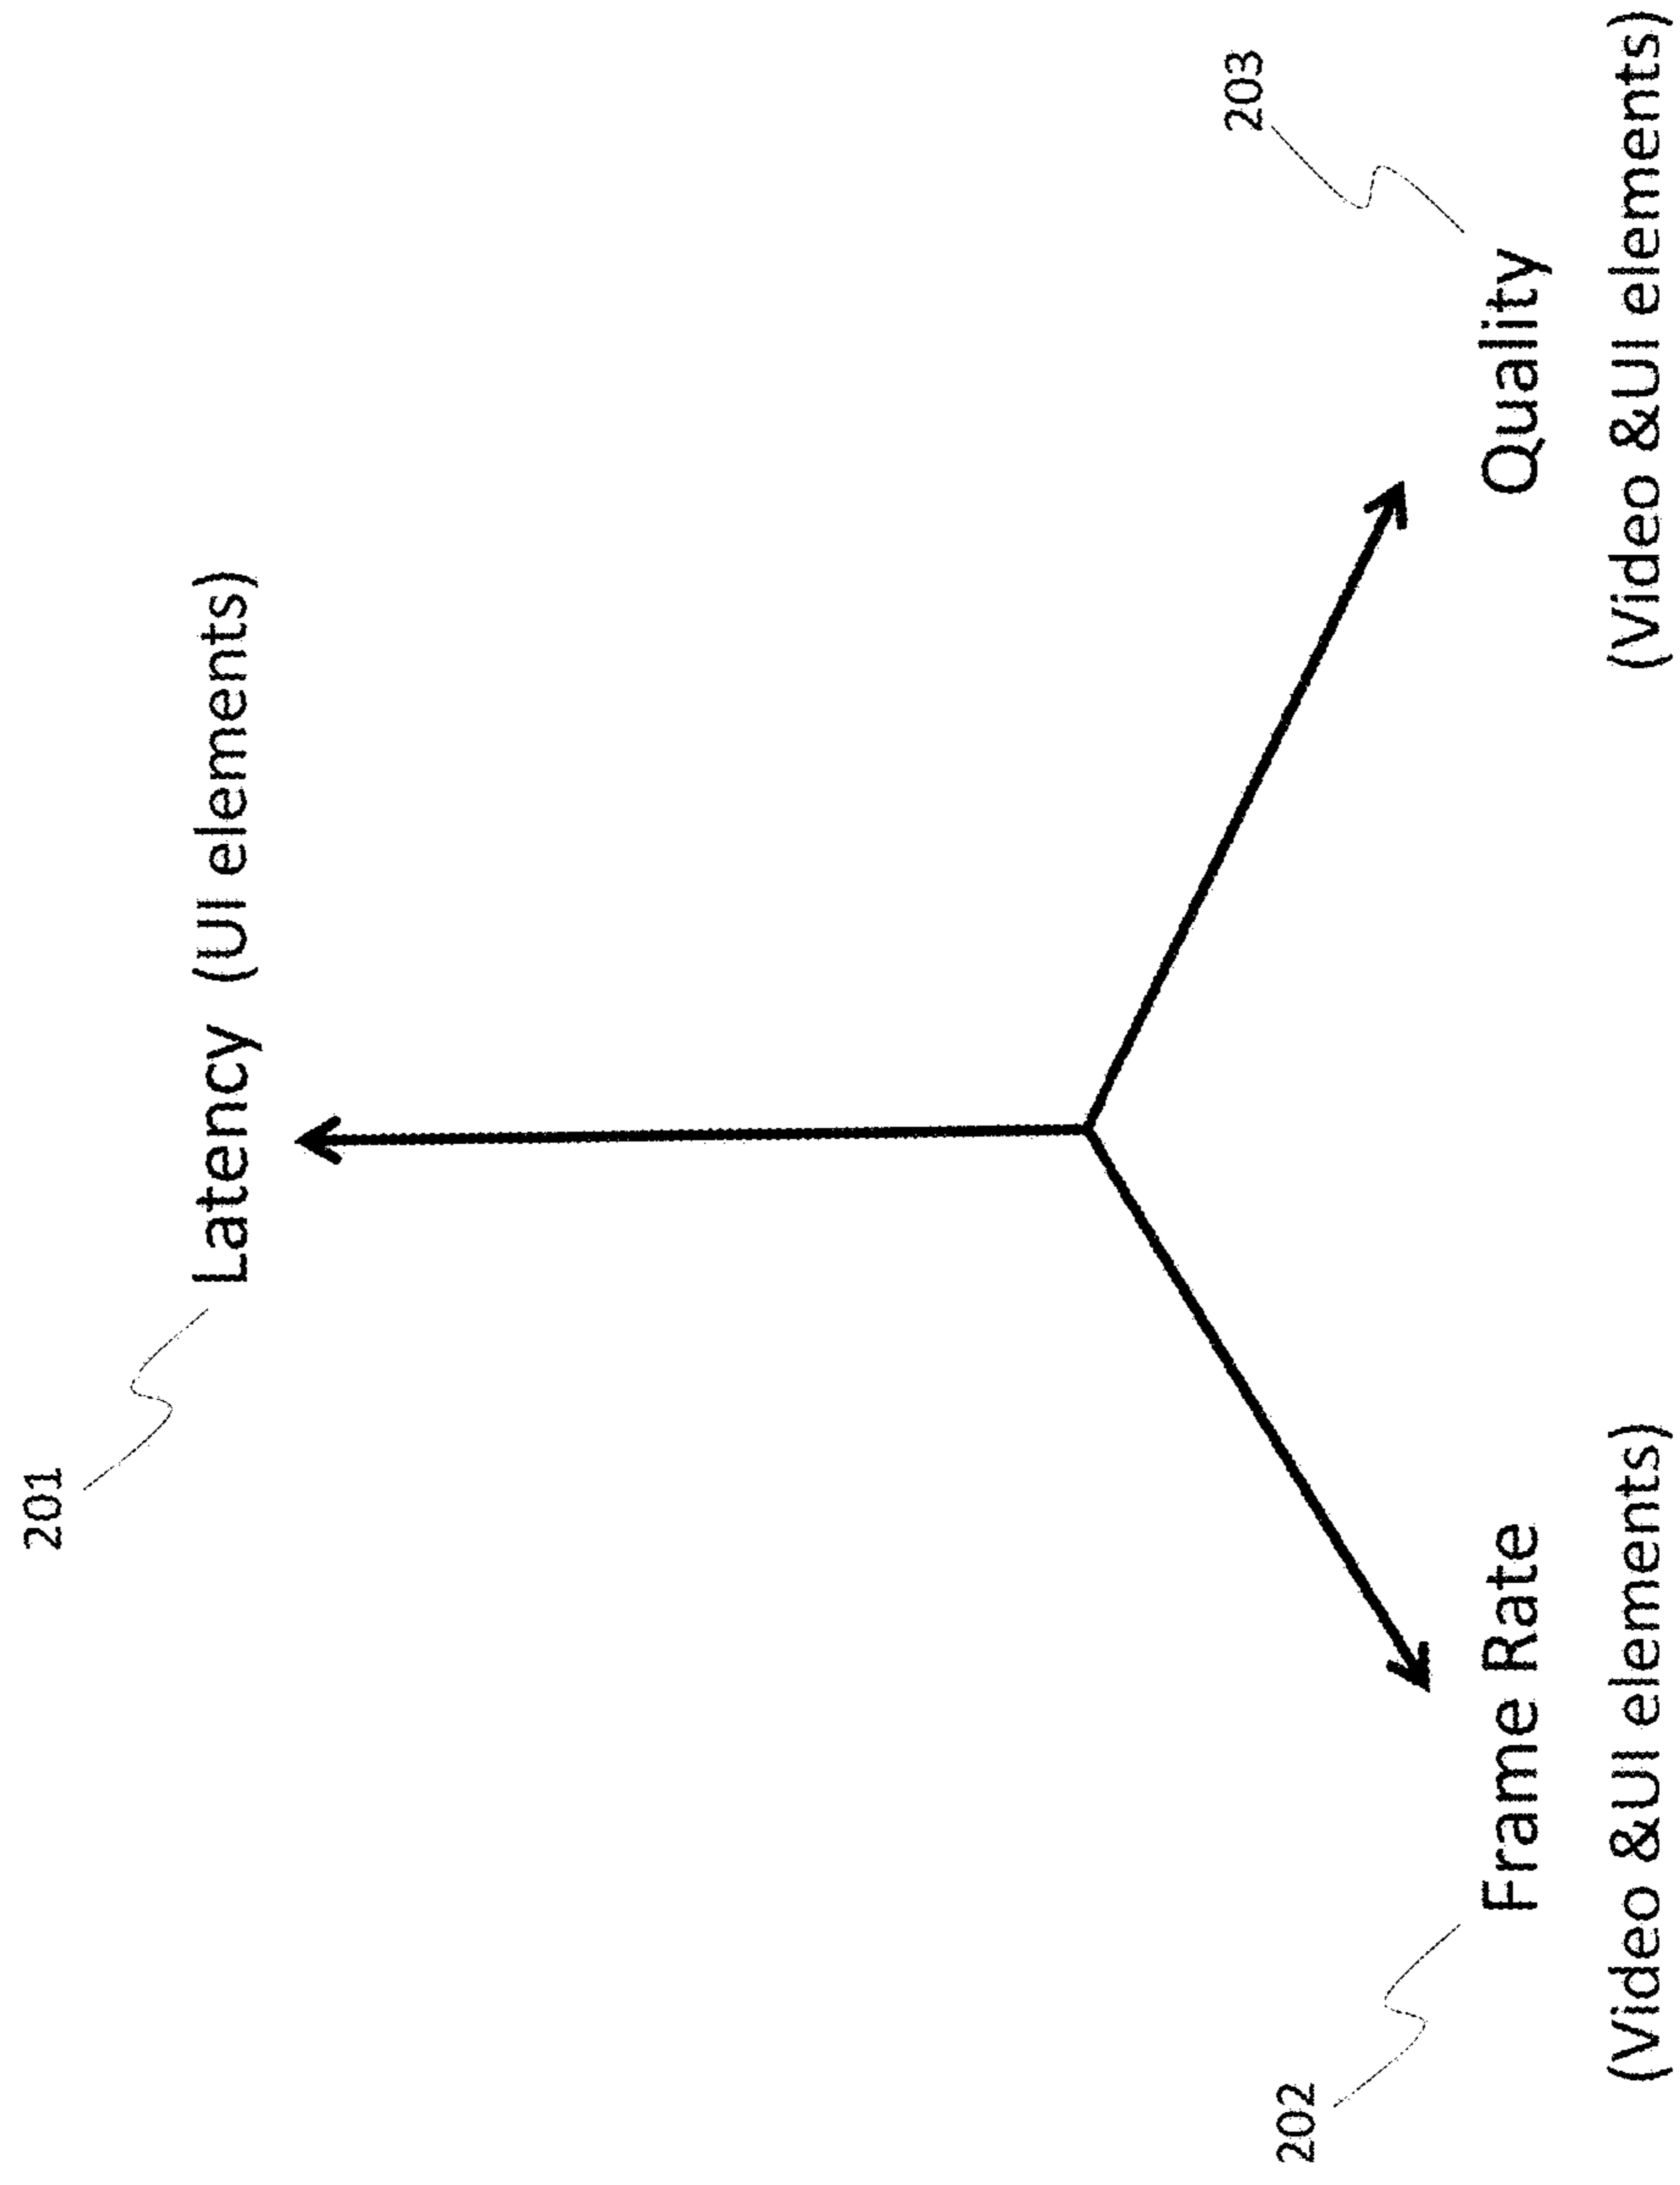 201
Latency (UI elements)
203
202
Frame Rate
(Video &UI elements)
Quality
(Video &UI elements)